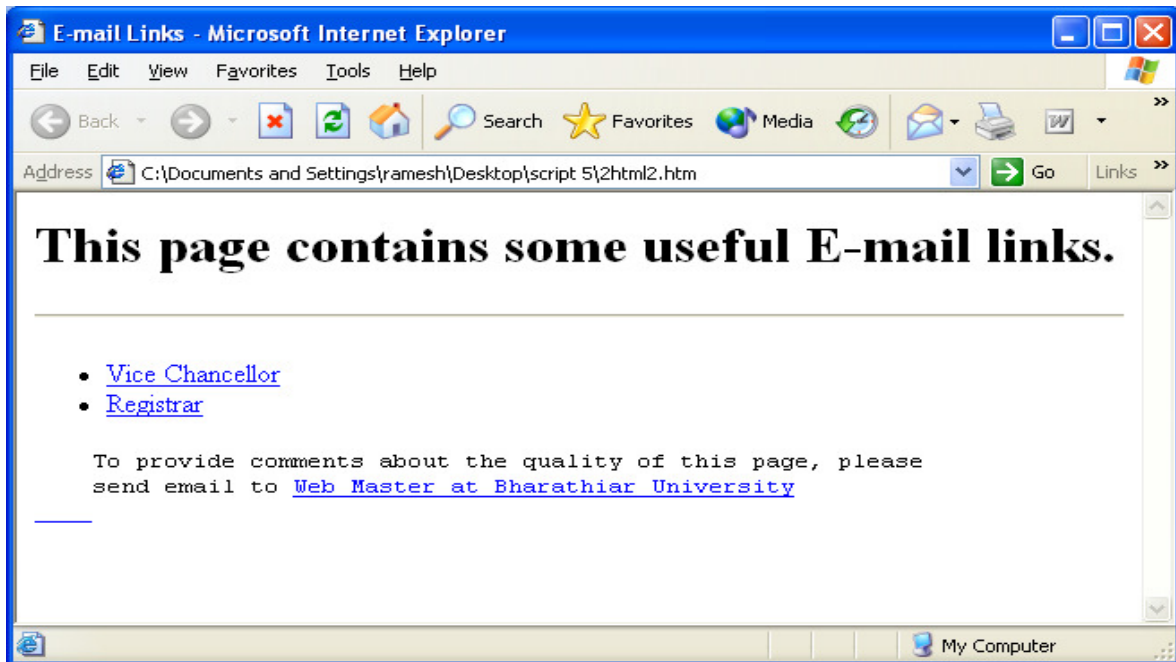 E-mail Links - Microsoft Internet Explorer
File Edit View Favorites Tools Help
Back Search Favorites Media W
Address C:\Documents and Settings\ramesh\Desktop\script 5\2html2.htm Go Links
This page contains some useful E-mail links.
Vice Chancellor
Registrar
To provide comments about the quality of this page, please
send email to Web Master at Bharathiar University
My Computer